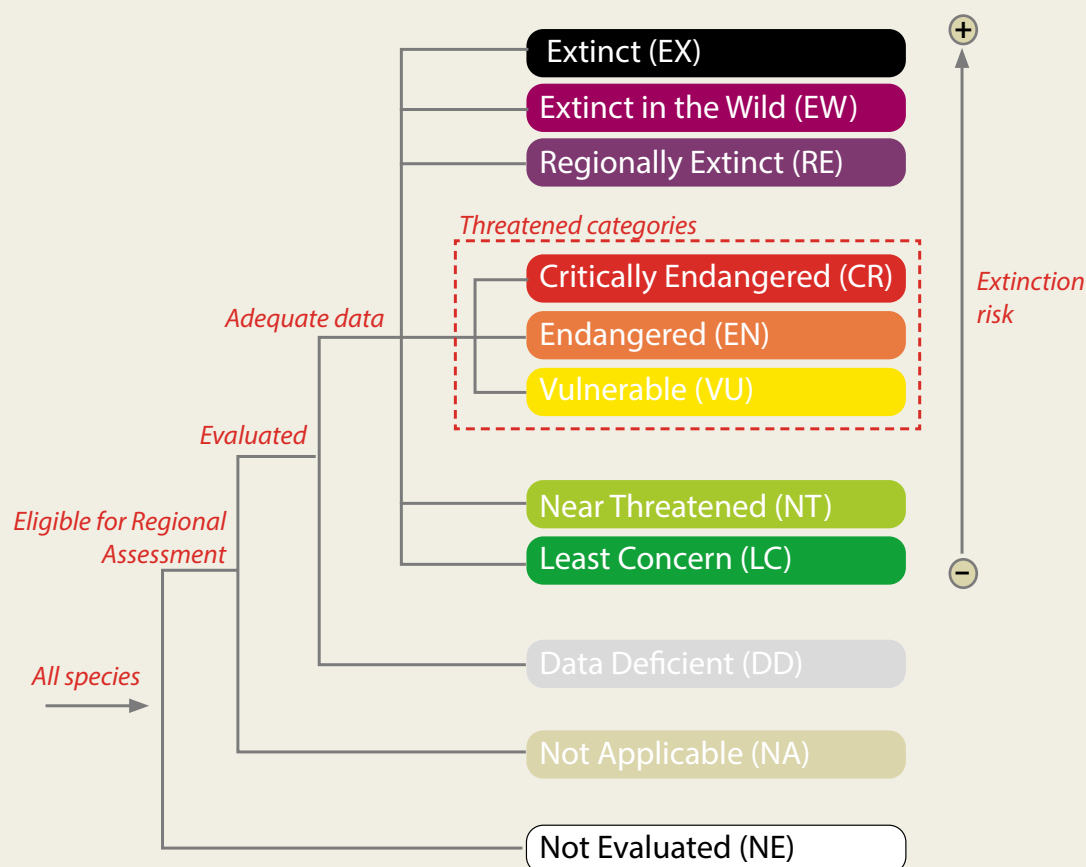 +
Extinct (EX)
Extinct in the Wild (EW)
Regionally Extinct (RE)
Threatened categories
Critically Endangered (CR)
Extinction
risk
Adequate data
Endangered (EN)
Vulnerable (VU)
Evaluated
Near Threatened (NT)
Eligible for Regional
Assessment
Least Concern (LC)
−
Data Deficient (DD)
All species
Not Applicable (NA)
Not Evaluated (NE)